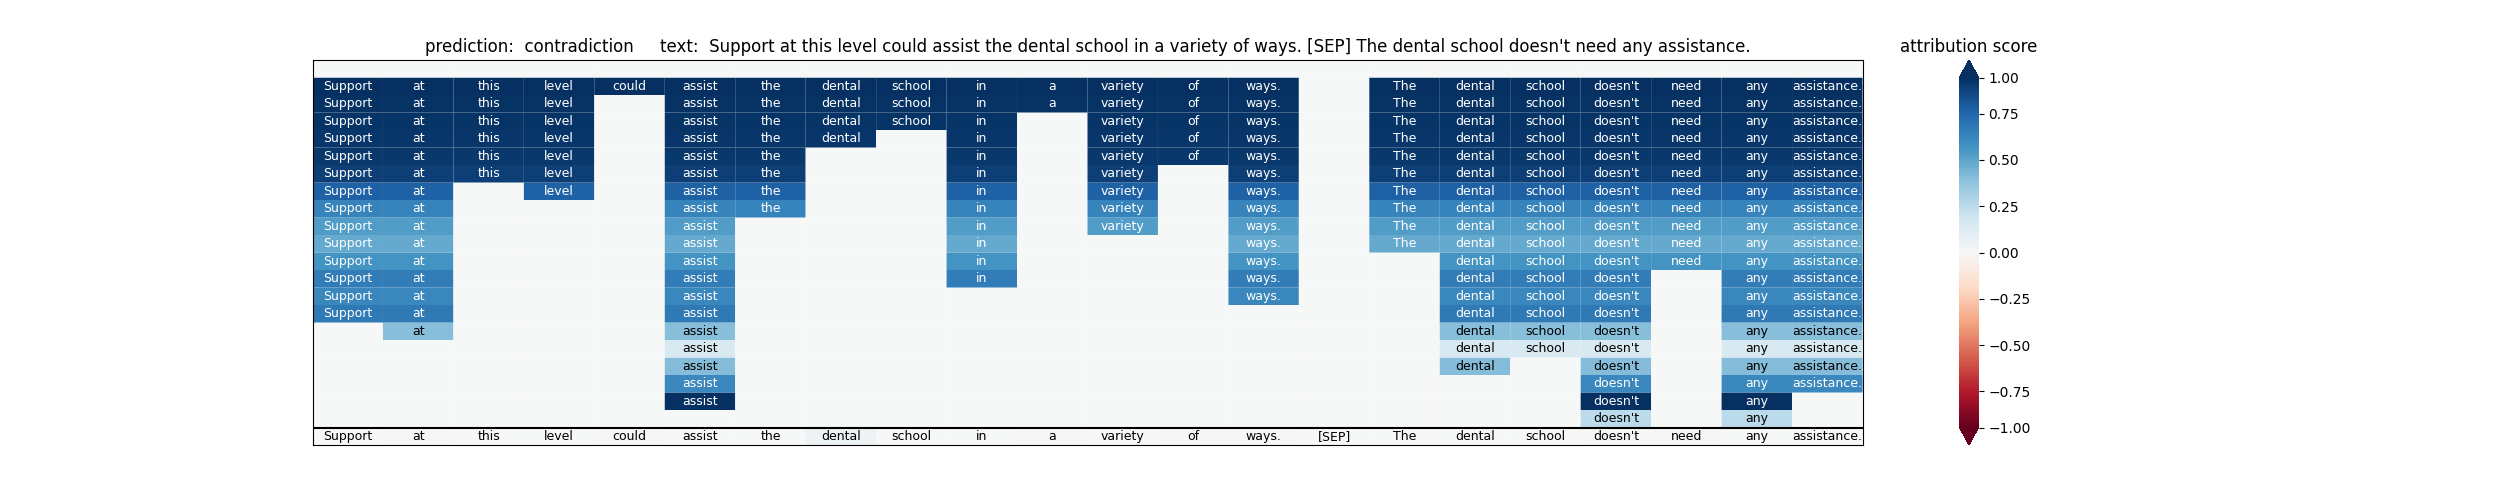 prediction:  contradiction     text:  Support at this level could assist the dental school in a variety of ways. [SEP] The dental school doesn't need any assistance.
attribution score
Support at this level could assist the dental school in a variety of ways. The dental school doesn't need any assistance.
Support at this level assist the dental school in a variety of ways. The dental school doesn't need any assistance.
Support at this level assist the dental school in variety of ways. The dental school doesn't need any assistance.
Support at this level assist the dental in variety of ways. The dental school doesn't need any assistance.
Support at this level assist the in variety of ways. The dental school doesn't need any assistance.
Support at this level assist the in variety ways. The dental school doesn't need any assistance.
Support at level assist the in variety ways. The dental school doesn't need any assistance.
Support at assist the in variety ways. The dental school doesn't need any assistance.
Support at assist in variety ways. The dental school doesn't need any assistance.
Support at assist in ways. The dental school doesn't need any assistance.
Support at assist in ways. dental school doesn't need any assistance.
Support at assist in ways. dental school doesn't any assistance.
Support at assist ways. dental school doesn't any assistance.
Support at assist dental school doesn't any assistance.
at assist dental school doesn't any assistance.
assist dental school doesn't any assistance.
assist dental doesn't any assistance.
assist doesn't any assistance.
assist doesn't any
doesn't any
Support at this level could assist the dental school in a variety of ways. [SEP] The dental school doesn't need any assistance.
1.00
0.75
0.50
0.25
0.00
−0.25
−0.50
−0.75
−1.00